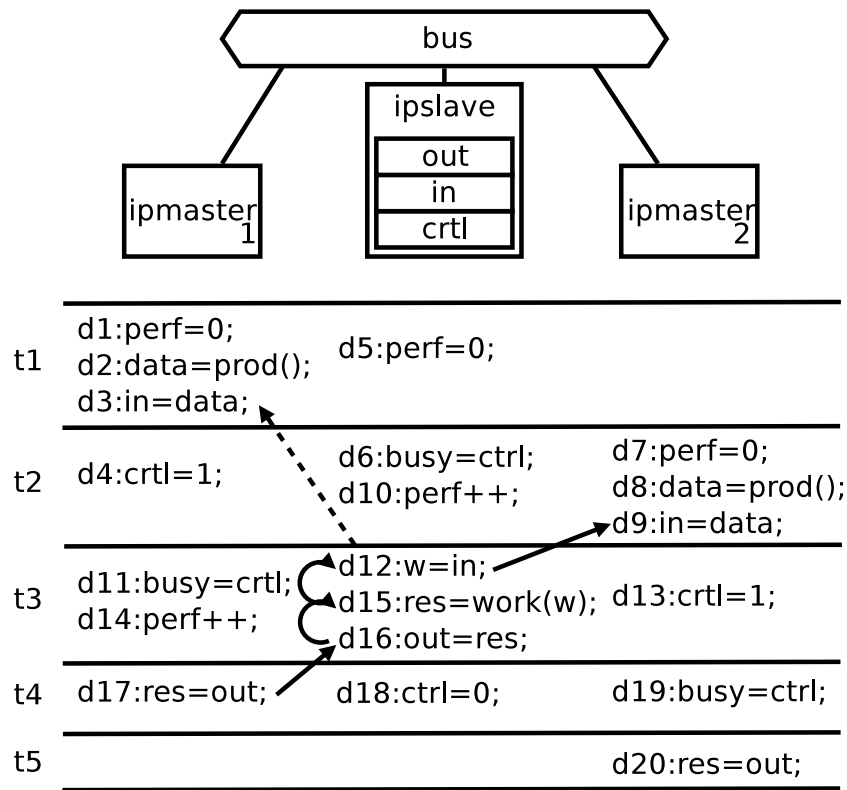 bus
ipslave
out
in
crtl
ipmaster
1
ipmaster
2
t1
d1:perf=0;
d2:data=prod();
d3:in=data;
d5:perf=0;
t2
d4:crtl=1;
d6:busy=ctrl;
d10:perf++;
d7:perf=0;
d8:data=prod();
d9:in=data;
t3
d11:busy=crtl;
d14:perf++;
d12:w=in;
d15:res=work(w);
d16:out=res;
d13:crtl=1;
t4
d17:res=out;
d18:ctrl=0;
d19:busy=ctrl;
t5
d20:res=out;